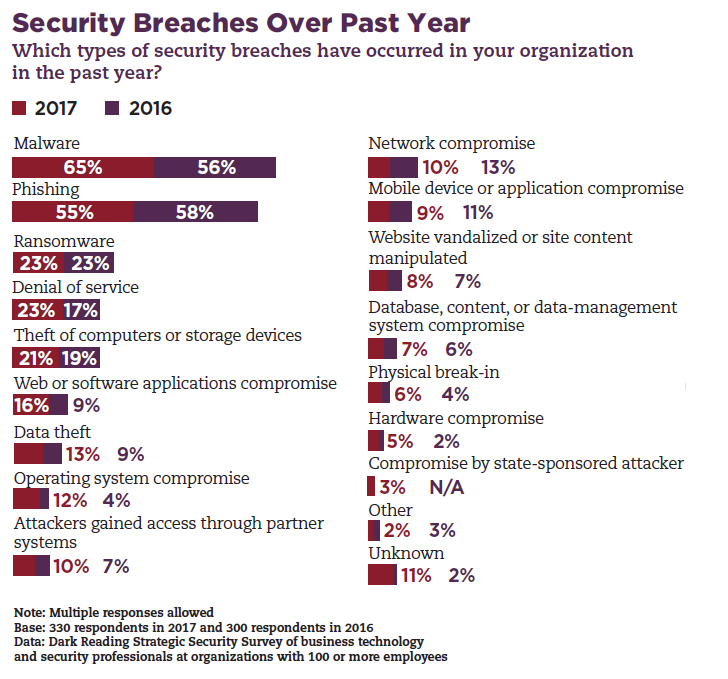 Security Breaches Over Past Year
Which types of security breaches have occurred in your organization
in the past year?
2017 2016
Malware
65% 56%
Phishing
55% 58%
Ransomware
23% 23%
Denial of service
23% 17%
Theft of computers or storage devices
21% 19%
Web or software applications compromise
16% 9%
Data theft
13% 9%
Operating system compromise
12% 4%
Attackers gained access through partner
systems
10% 7%
Network compromise
10% 13%
Mobile device or application compromise
9% 11%
Website vandalized or site content
manipulated
8% 7%
Database, content, or data-management
system compromise
7% 6%
Physical break-in
6% 4%
Hardware compromise
5% 2%
Compromise by state-sponsored attacker
3% N/A
Other
2% 3%
Unknown
11% 2%
Note: Multiple responses allowed
Base: 330 respondents in 2017 and 300 respondents in 2016
Data: Dark Reading Strategic Security Survey of business technology
and security professionals at organizations with 100 or more employees